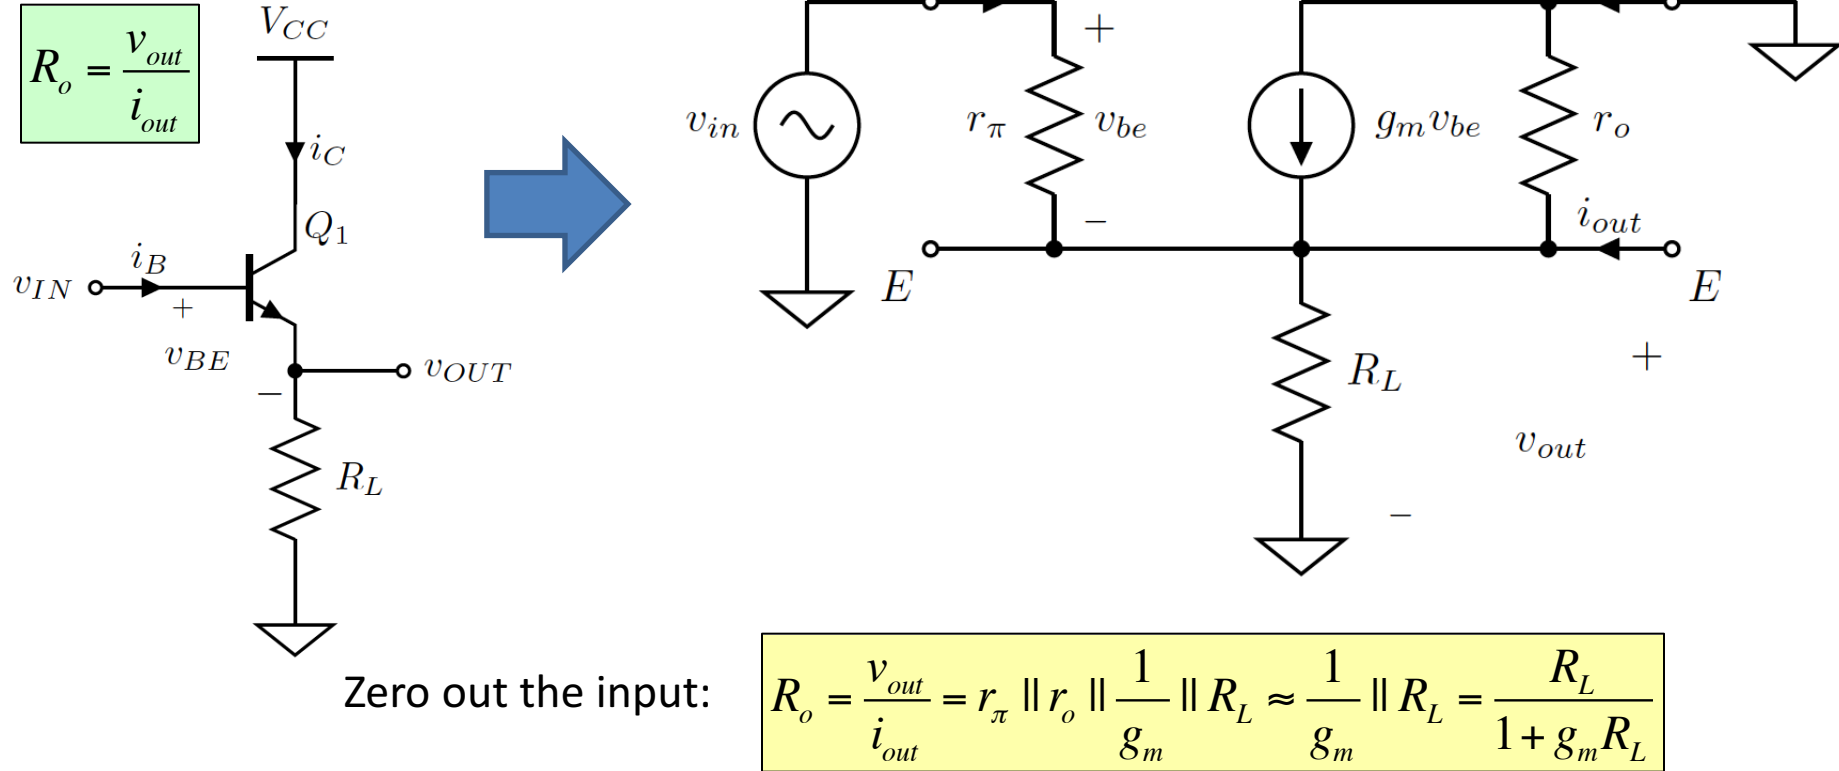 R_o = v_out / i_out
V_CC
i_C
Q_1
i_B
v_IN
+
v_BE
−
v_OUT
R_L
v_in
r_π
+
v_be
−
g_m v_be
r_o
i_out
E
E
R_L
+
v_out
−
Zero out the input:
R_o = v_out / i_out = r_π || r_o || 1/g_m || R_L ≈ 1/g_m || R_L = R_L / (1 + g_m R_L)